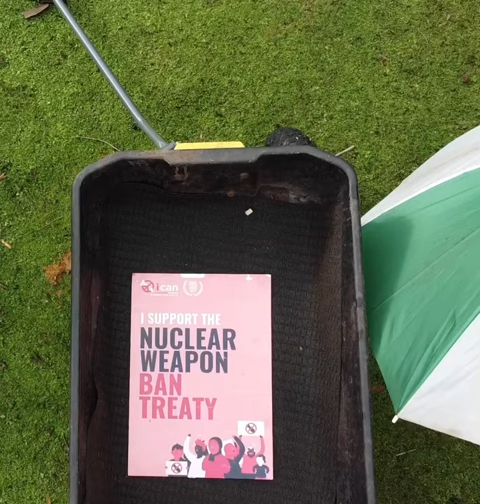 ican
I SUPPORT THE
NUCLEAR
WEAPON
BAN
TREATY